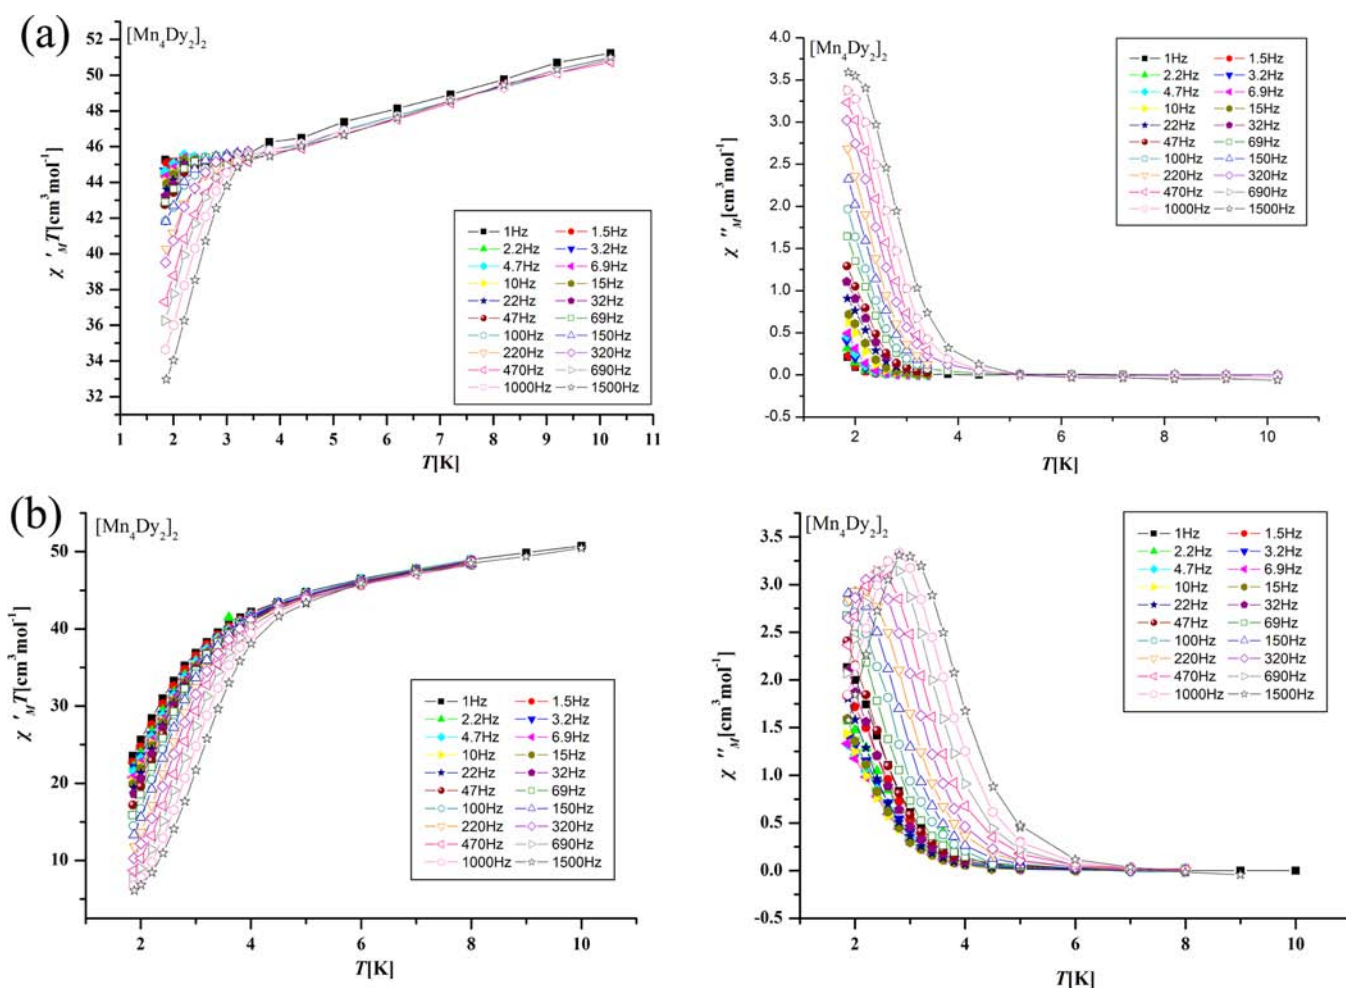 (a)
[Mn4Dy2]2
χ'MT[cm3mol-1]
52
50
48
46
44
42
40
38
36
34
32
1 2 3 4 5 6 7 8 9 10 11
T[K]
1Hz 1.5Hz
2.2Hz 3.2Hz
4.7Hz 6.9Hz
10Hz 15Hz
22Hz 32Hz
47Hz 69Hz
100Hz 150Hz
220Hz 320Hz
470Hz 690Hz
1000Hz 1500Hz
[Mn4Dy2]2
χ''M[cm3mol-1]
4.0
3.5
3.0
2.5
2.0
1.5
1.0
0.5
0.0
-0.5
2 4 6 8 10
T[K]
1Hz 1.5Hz
2.2Hz 3.2Hz
4.7Hz 6.9Hz
10Hz 15Hz
22Hz 32Hz
47Hz 69Hz
100Hz 150Hz
220Hz 320Hz
470Hz 690Hz
1000Hz 1500Hz
(b)
[Mn4Dy2]2
χ'MT[cm3mol-1]
50
40
30
20
10
2 4 6 8 10
T[K]
1Hz 1.5Hz
2.2Hz 3.2Hz
4.7Hz 6.9Hz
10Hz 15Hz
22Hz 32Hz
47Hz 69Hz
100Hz 150Hz
220Hz 320Hz
470Hz 690Hz
1000Hz 1500Hz
[Mn4Dy2]2
χ''M[cm3mol-1]
3.5
3.0
2.5
2.0
1.5
1.0
0.5
0.0
-0.5
2 4 6 8 10
T[K]
1Hz 1.5Hz
2.2Hz 3.2Hz
4.7Hz 6.9Hz
10Hz 15Hz
22Hz 32Hz
47Hz 69Hz
100Hz 150Hz
220Hz 320Hz
470Hz 690Hz
1000Hz 1500Hz